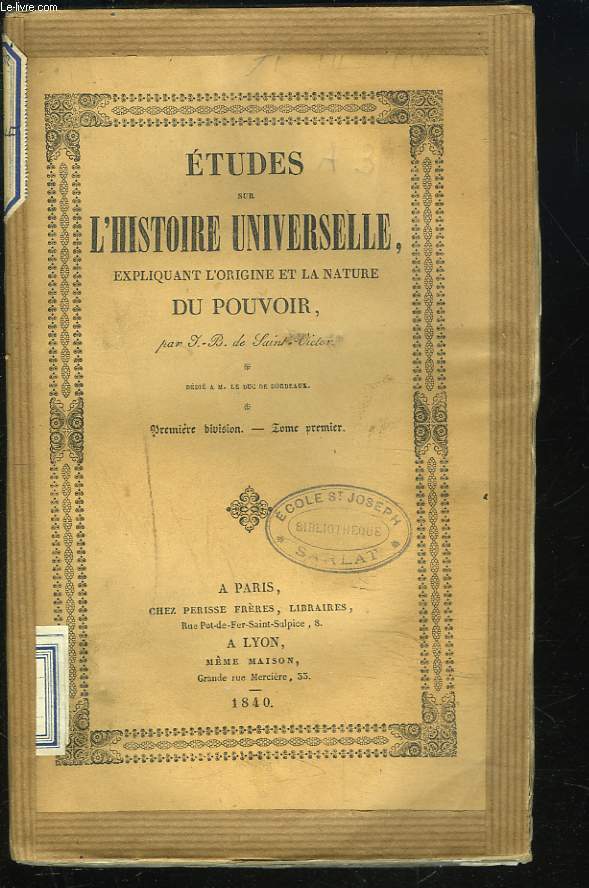 Le-livre.com
ÉTUDES
SUR
L'HISTOIRE UNIVERSELLE,
EXPLIQUANT L'ORIGINE ET LA NATURE
DU POUVOIR,
par J.-B. de Saint-Victor.
DÉDIÉ A M. LE DUC DE BORDEAUX.
Première division. — Tome premier.
ECOLE ST JOSEPH
BIBLIOTHEQUE
SARLAT
A PARIS,
CHEZ PERISSE FRÈRES, LIBRAIRES,
Rue Pot-de-Fer-Saint-Sulpice, 8.
A LYON,
MÊME MAISON,
Grande rue Mercière, 33.
1840.